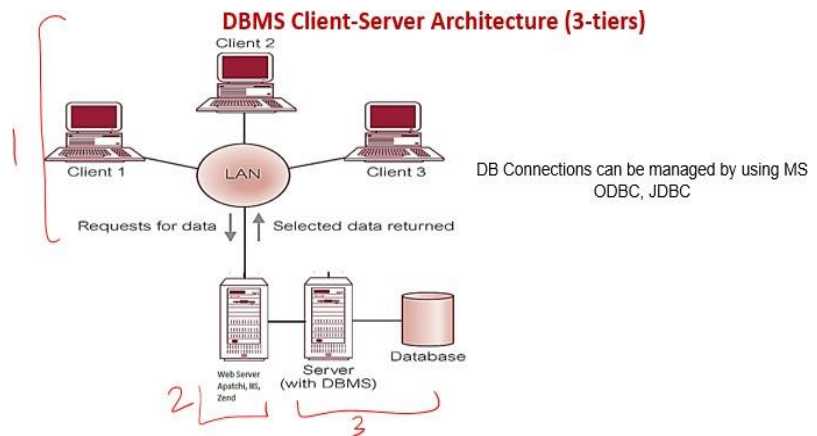 DBMS Client-Server Architecture (3-tiers)
Client 2
Client 1
LAN
Client 3
DB Connections can be managed by using MS
ODBC, JDBC
Requests for data
Selected data returned
Web Server
Apatchi, IIS,
Zend
Server
(with DBMS)
Database
1
2
3